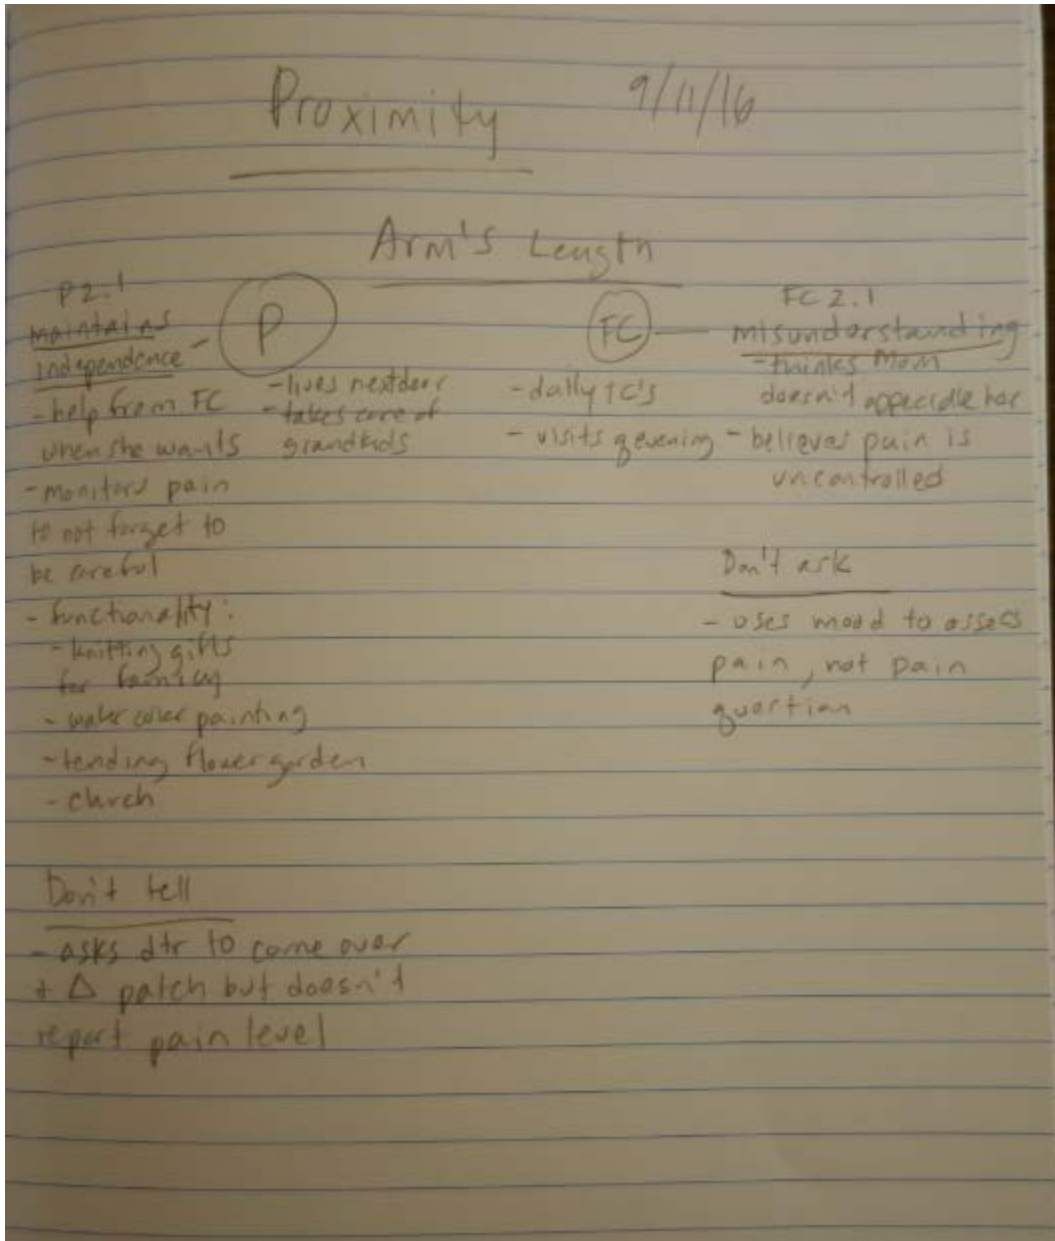 Proximity 9/11/16
Arm's Length
P2.1
Maintains
independence -
P
- help from FC
when she wants
- monitors pain
to not forget to
be careful
- functionality:
- knitting gifts
for family
- water color painting
- tending flower garden
- church
- lives nextdoor
- takes care of
grandkids
FC
- daily TC's
- visits q evening
FC 2.1
misunderstanding
- thinks Mom
doesn't appreciate her
- believes pain is
uncontrolled
Don't ask
- uses mood to assess
pain, not pain
question
Don't tell
- asks dtr to come over
+ Δ patch but doesn't
report pain level